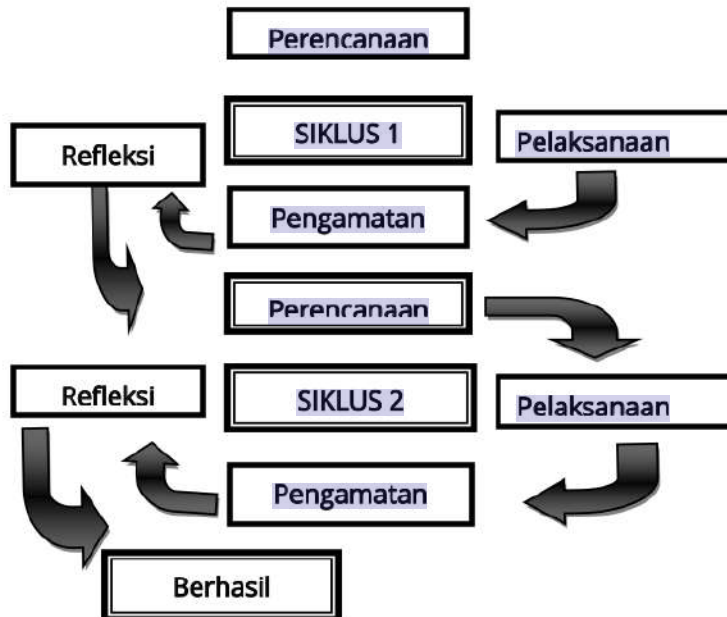 Perencanaan
SIKLUS 1
Refleksi
Pelaksanaan
Pengamatan
Perencanaan
Refleksi
SIKLUS 2
Pelaksanaan
Pengamatan
Berhasil